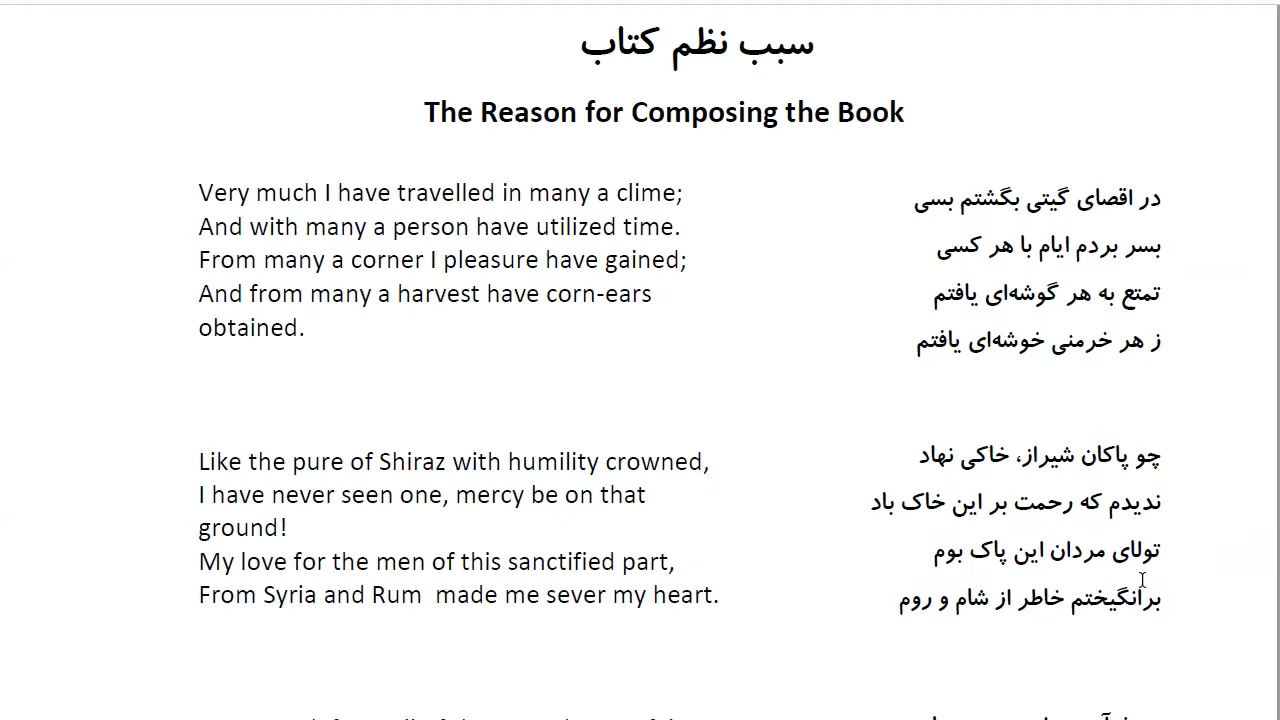 سبب نظم کتاب
The Reason for Composing the Book
Very much I have travelled in many a clime;
And with many a person have utilized time.
From many a corner I pleasure have gained;
And from many a harvest have corn-ears
obtained.
در اقصای گیتی بگشتم بسی
بسر بردم ایام با هر کسی
تمتع به هر گوشه‌ای یافتم
ز هر خرمنی خوشه‌ای یافتم
Like the pure of Shiraz with humility crowned,
I have never seen one, mercy be on that
ground!
My love for the men of this sanctified part,
From Syria and Rum  made me sever my heart.
چو پاکان شیراز، خاکی نهاد
ندیدم که رحمت بر این خاک باد
تولای مردان این پاک بوم
برانگیختم خاطر از شام و روم